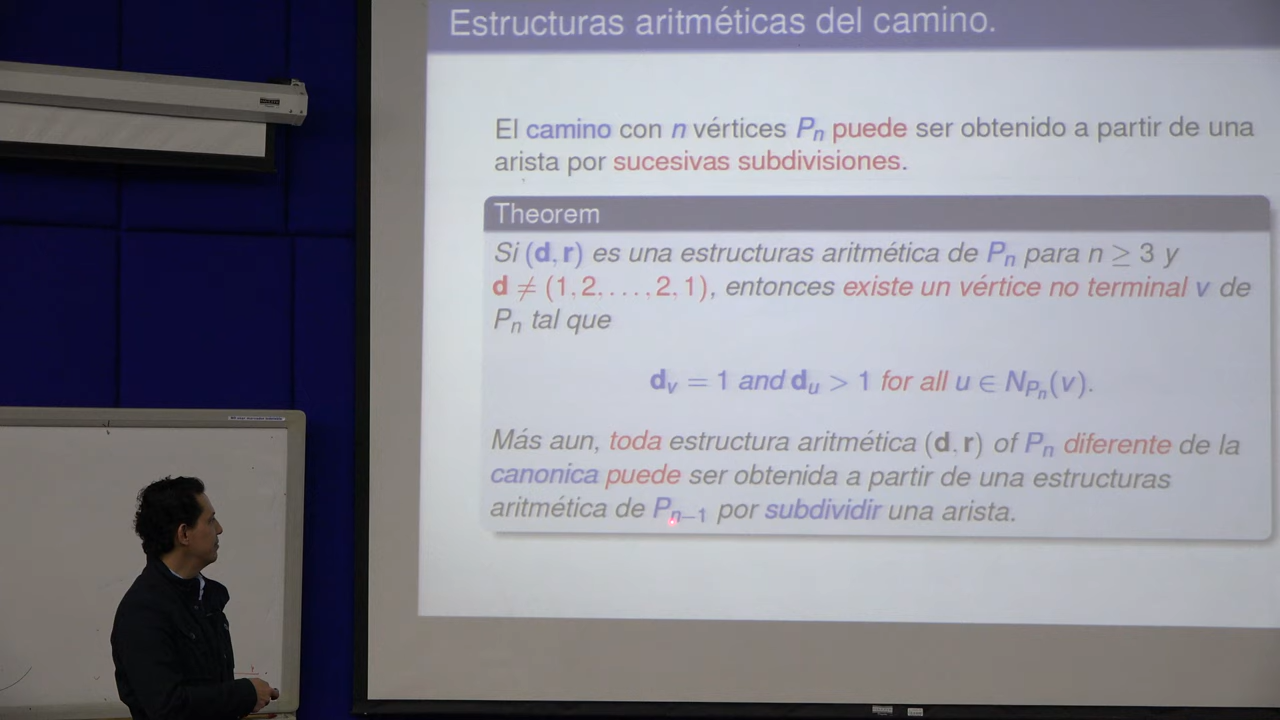 Estructuras aritméticas del camino.
El camino con n vértices Pₙ puede ser obtenido a partir de una
arista por sucesivas subdivisiones.
Theorem
Si (d, r) es una estructuras aritmética de Pₙ para n ≥ 3 y
d ≠ (1, 2, . . . , 2, 1), entonces existe un vértice no terminal v de
Pₙ tal que
dᵥ = 1 and dᵤ > 1 for all u ∈ N_{Pₙ}(v).
Más aun, toda estructura aritmética (d, r) of Pₙ diferente de la
canonica puede ser obtenida a partir de una estructuras
aritmética de Pₙ₋₁ por subdividir una arista.